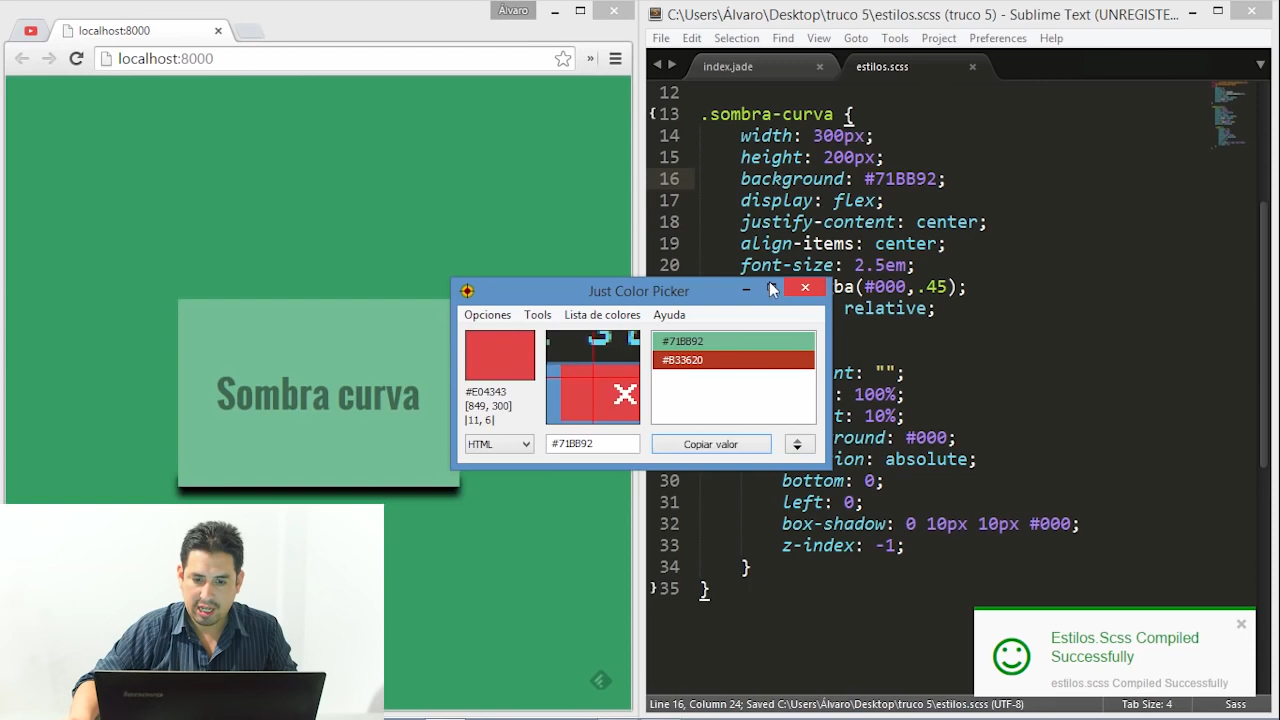 Álvaro
localhost:8000
localhost:8000
»
Sombra curva
C:\Users\Álvaro\Desktop\truco 5\estilos.scss (truco 5) - Sublime Text (UNREGISTE...
File Edit Selection Find View Goto Tools Project Preferences Help
index.jade estilos.scss
12
13 .sombra-curva {
14 width: 300px;
15 height: 200px;
16 background: #71BB92;
17 display: flex;
18 justify-content: center;
19 align-items: center;
20 font-size: 2.5em;
ba(#000,.45);
relative;
nt: "";
: 100%;
t: 10%;
round: #000;
ion: absolute;
30 bottom: 0;
31 left: 0;
32 box-shadow: 0 10px 10px #000;
33 z-index: -1;
34 }
35 }
Just Color Picker
Opciones Tools Lista de colores Ayuda
#E04343
[849, 300]
|11, 6|
HTML
#71BB92
#71BB92
#B33620
Copiar valor
Estilos.Scss Compiled
Successfully
estilos.scss Compiled Successfully
Line 16, Column 24; Saved C:\Users\Álvaro\Desktop\truco 5\estilos.scss (UTF-8) Tab Size: 4 Sass